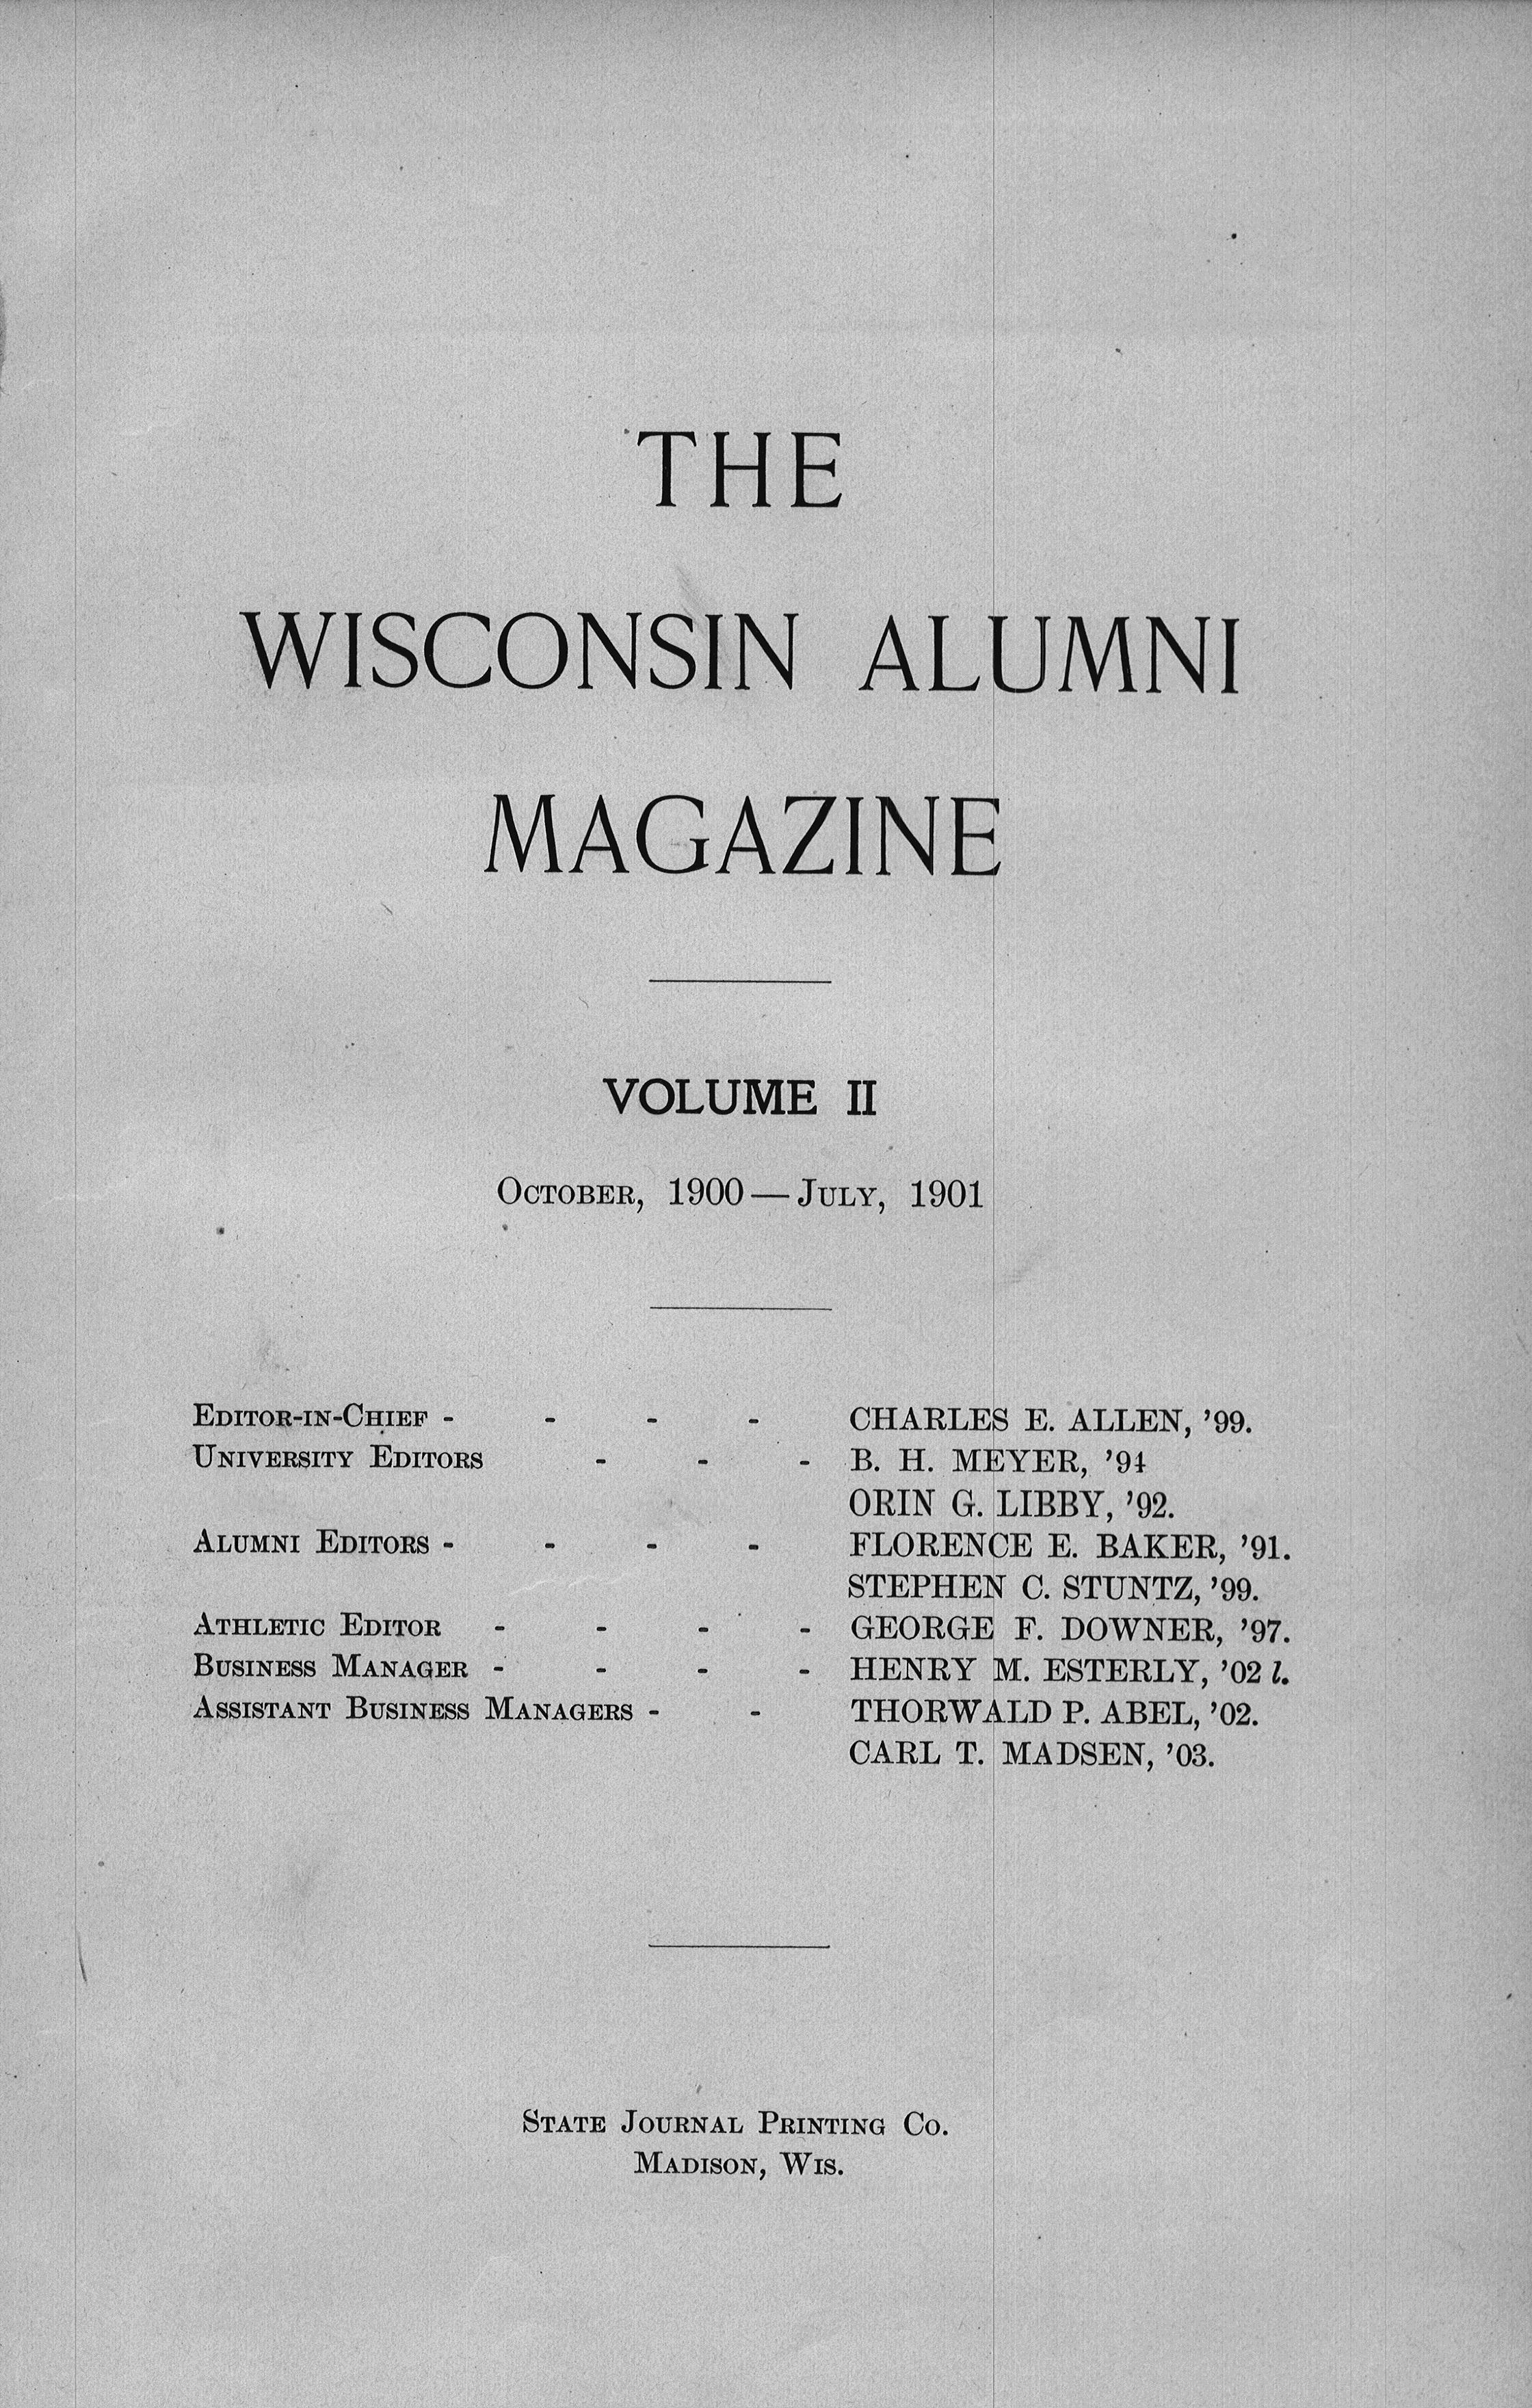 THE
WISCONSIN ALUMNI
MAGAZINE
VOLUME II
OCTOBER, 1900—JULY, 1901
EDITOR-IN-CHIEF - - - - CHARLES E. ALLEN, '99.
UNIVERSITY EDITORS - - - B. H. MEYER, '94
ORIN G. LIBBY, '92.
ALUMNI EDITORS - - - - FLORENCE E. BAKER, '91.
STEPHEN C. STUNTZ, '99.
ATHLETIC EDITOR - - - - GEORGE F. DOWNER, '97.
BUSINESS MANAGER - - - - HENRY M. ESTERLY, '02 l.
ASSISTANT BUSINESS MANAGERS - - THORWALD P. ABEL, '02.
CARL T. MADSEN, '03.
STATE JOURNAL PRINTING CO.
MADISON, WIS.